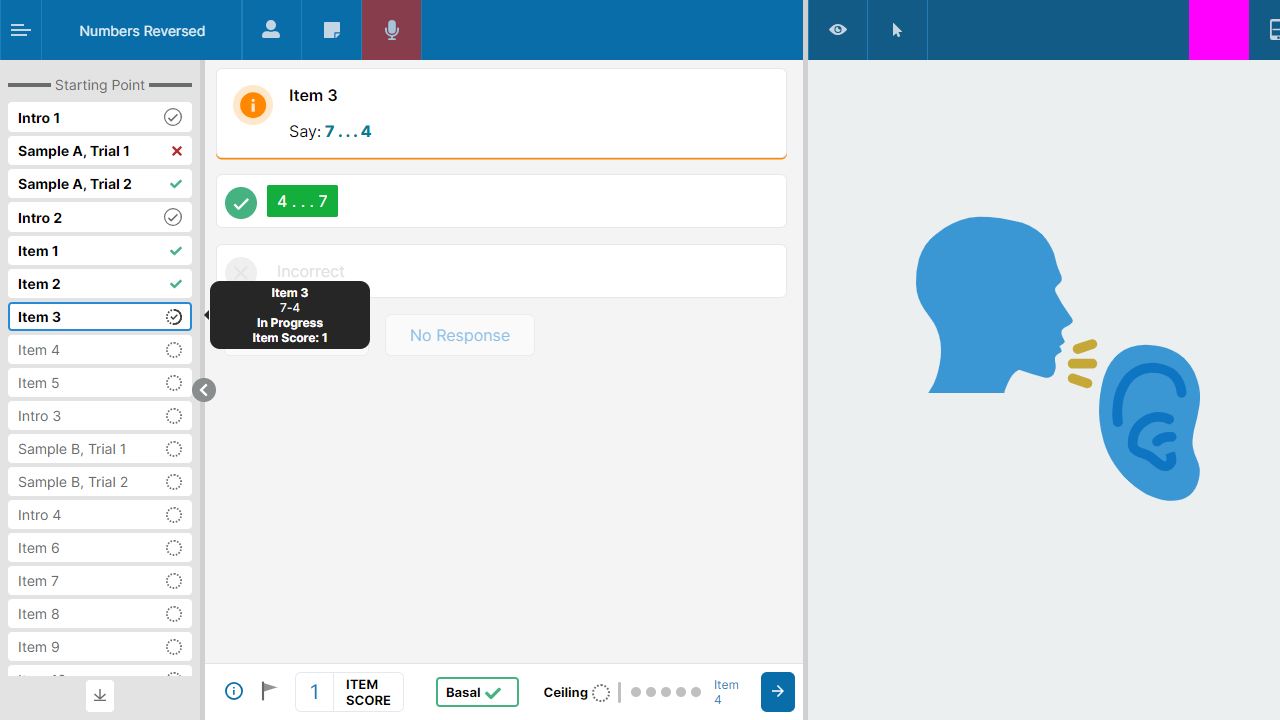 Numbers Reversed
Starting Point
Intro 1
Sample A, Trial 1
Sample A, Trial 2
Intro 2
Item 1
Item 2
Item 3
Item 4
Item 5
Intro 3
Sample B, Trial 1
Sample B, Trial 2
Intro 4
Item 6
Item 7
Item 8
Item 9
Item 3
Say: 7 . . . 4
4 . . . 7
Incorrect
Item 3
7-4
In Progress
Item Score: 1
No Response
1
ITEM
SCORE
Basal
Ceiling
Item
4